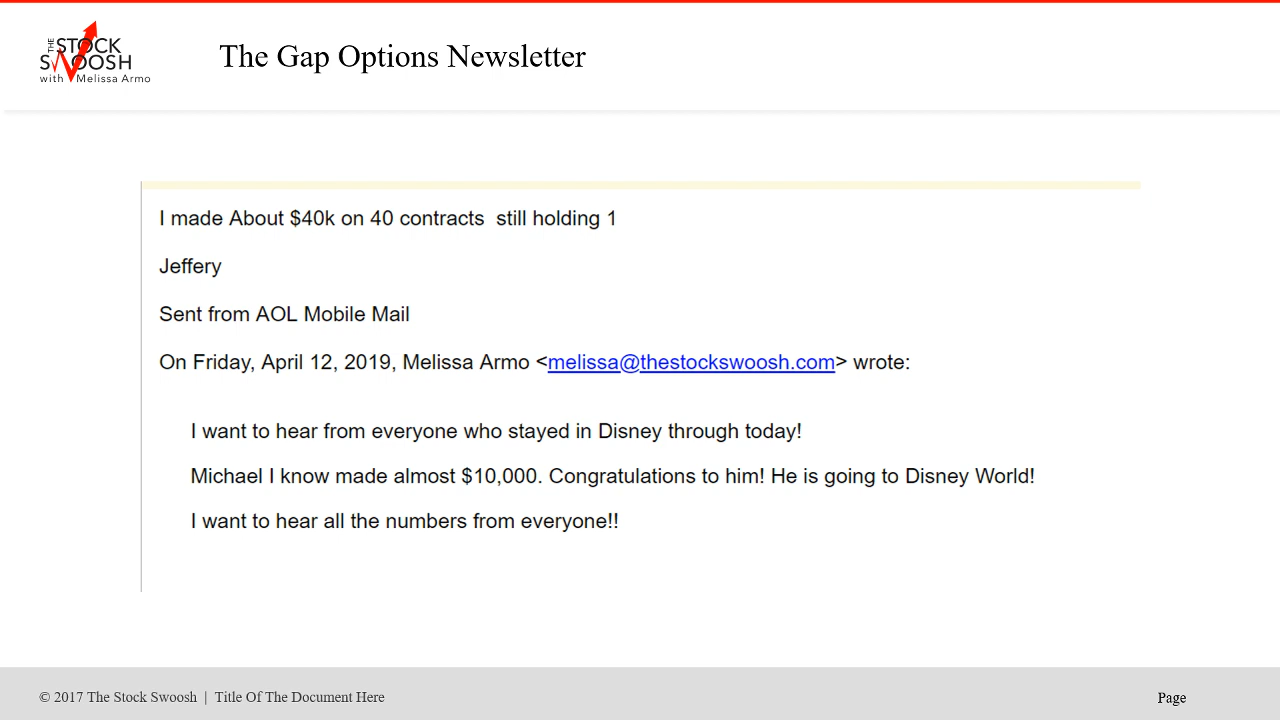 THE
STOCK
SWOOSH
with Melissa Armo
The Gap Options Newsletter
I made About $40k on 40 contracts  still holding 1
Jeffery
Sent from AOL Mobile Mail
On Friday, April 12, 2019, Melissa Armo <melissa@thestockswoosh.com> wrote:
I want to hear from everyone who stayed in Disney through today!
Michael I know made almost $10,000. Congratulations to him! He is going to Disney World!
I want to hear all the numbers from everyone!!
© 2017 The Stock Swoosh | Title Of The Document Here
Page